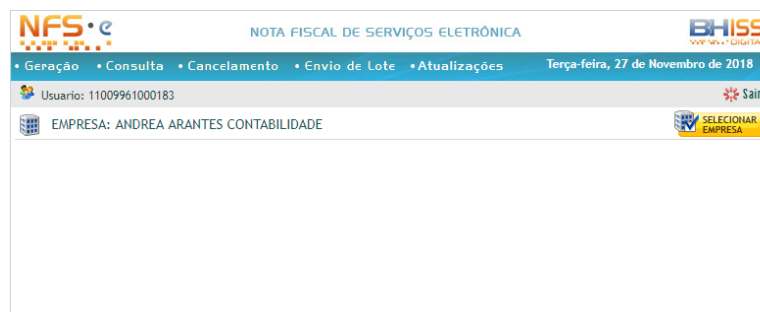 NFS-e
NOTA FISCAL DE SERVIÇOS ELETRÔNICA
BHISS
DIGITA
• Geração • Consulta • Cancelamento • Envio de Lote • Atualizações Terça-feira, 27 de Novembro de 2018
Usuario: 11009961000183 Sair
EMPRESA: ANDREA ARANTES CONTABILIDADE
SELECIONAR
EMPRESA